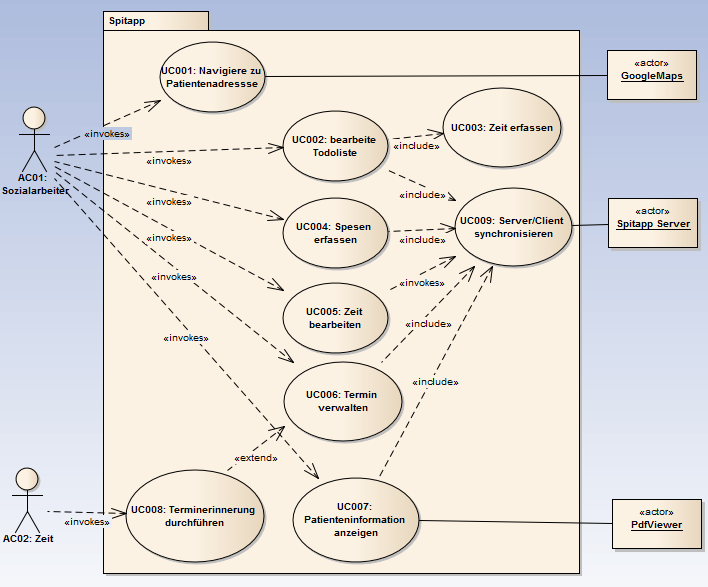 Spitapp
UC001: Navigiere zu
Patientenadressse
«actor»
GoogleMaps
«invokes»
UC002: bearbeite
Todoliste
«include»
UC003: Zeit erfassen
«invokes»
AC01:
Sozialarbeiter
«include»
«invokes»
UC004: Spesen
erfassen
«include»
UC009: Server/Client
synchronisieren
«actor»
Spitapp Server
«invokes»
«invokes»
UC005: Zeit
bearbeiten
«invokes»
«include»
«invokes»
UC006: Termin
verwalten
«include»
«extend»
UC008: Terminerinnerung
durchführen
«invokes»
AC02: Zeit
UC007:
Patienteninformation
anzeigen
«actor»
PdfViewer